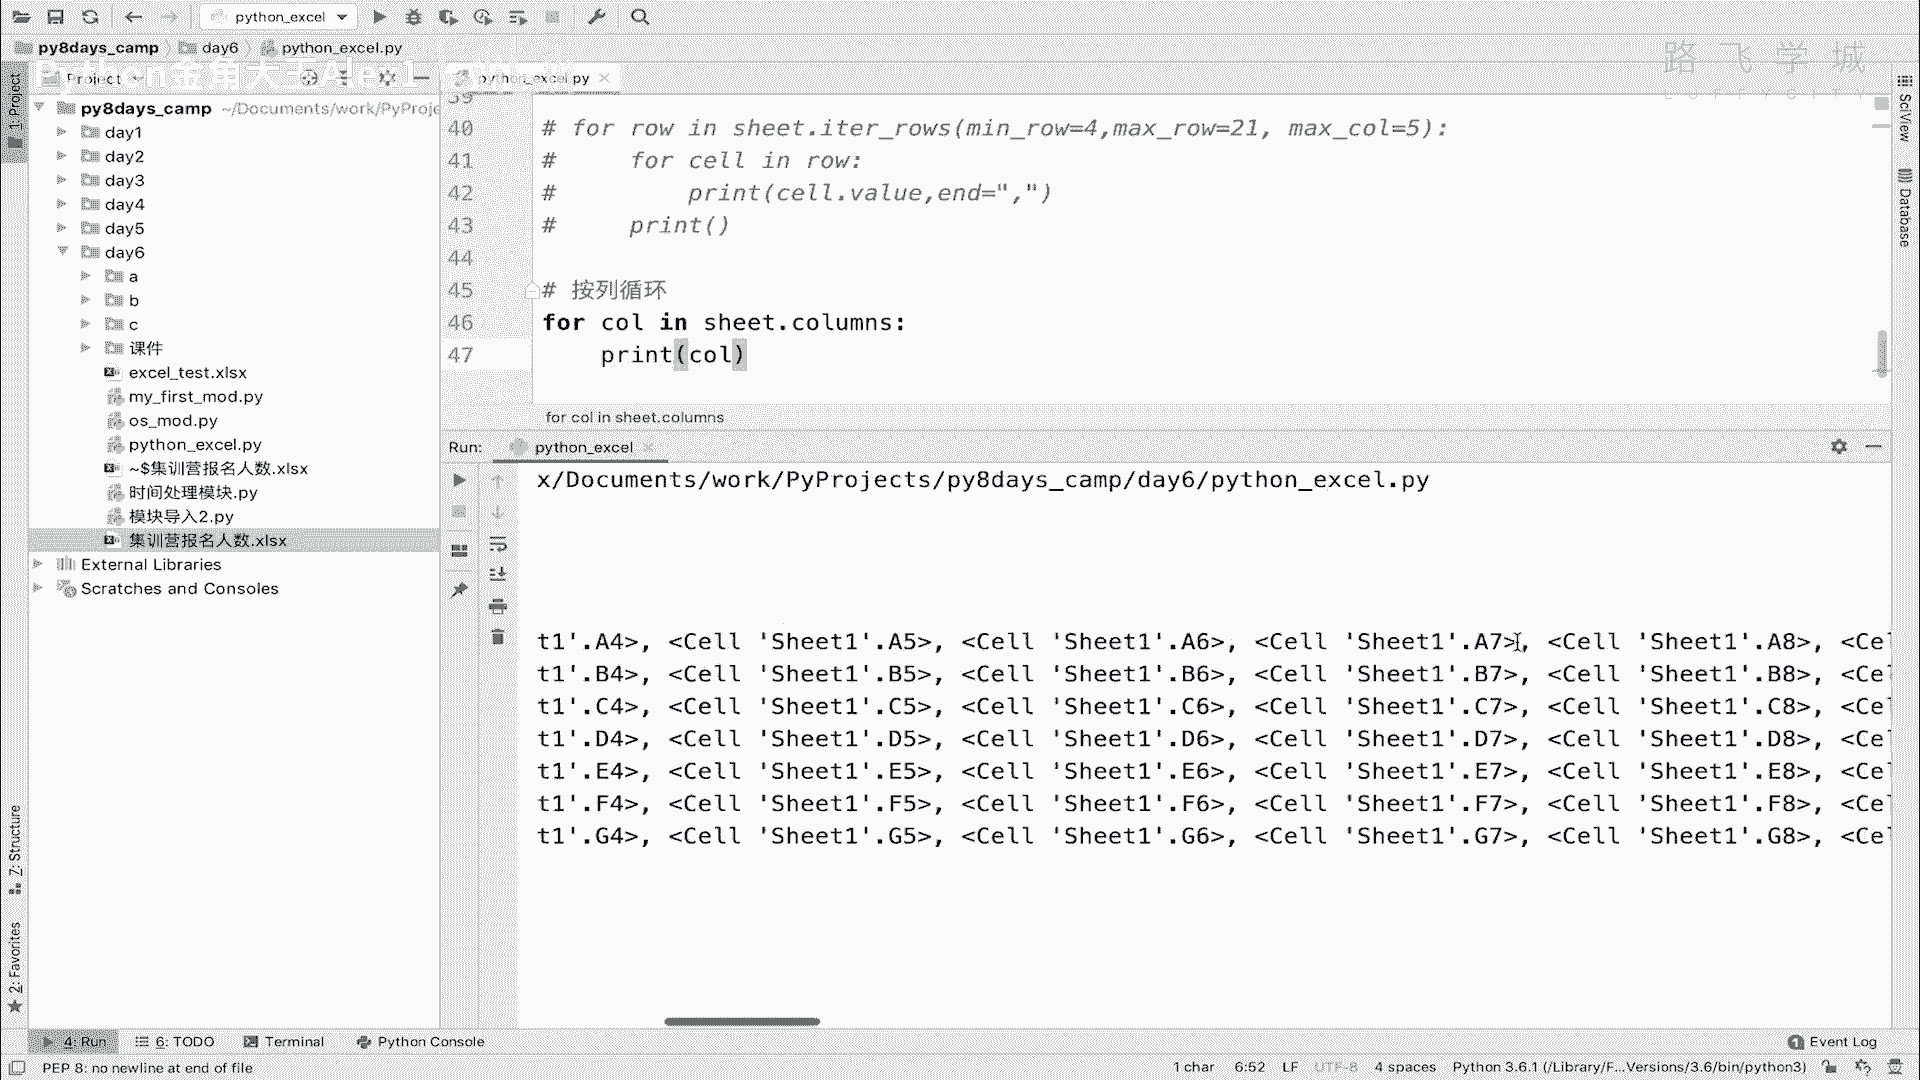 python_excel
py8days_camp
day6
python_excel.py
路飞学城
LUFFYCITY
Python金角大王Alex1
Project
python_excel.py
1: Project
SciView
Database
py8days_camp ~/Documents/work/PyProje
day1
day2
day3
day4
day5
day6
a
b
c
课件
excel_test.xlsx
my_first_mod.py
os_mod.py
python_excel.py
~$集训营报名人数.xlsx
时间处理模块.py
模块导入2.py
集训营报名人数.xlsx
External Libraries
Scratches and Consoles
39
40 # for row in sheet.iter_rows(min_row=4,max_row=21, max_col=5):
41 #     for cell in row:
42 #         print(cell.value,end=",")
43 #     print()
44
45 # 按列循环
46 for col in sheet.columns:
47     print(col)
for col in sheet.columns
Run: python_excel
x/Documents/work/PyProjects/py8days_camp/day6/python_excel.py
t1'.A4>, <Cell 'Sheet1'.A5>, <Cell 'Sheet1'.A6>, <Cell 'Sheet1'.A7>, <Cell 'Sheet1'.A8>, <Cel
t1'.B4>, <Cell 'Sheet1'.B5>, <Cell 'Sheet1'.B6>, <Cell 'Sheet1'.B7>, <Cell 'Sheet1'.B8>, <Cel
t1'.C4>, <Cell 'Sheet1'.C5>, <Cell 'Sheet1'.C6>, <Cell 'Sheet1'.C7>, <Cell 'Sheet1'.C8>, <Cel
t1'.D4>, <Cell 'Sheet1'.D5>, <Cell 'Sheet1'.D6>, <Cell 'Sheet1'.D7>, <Cell 'Sheet1'.D8>, <Cel
t1'.E4>, <Cell 'Sheet1'.E5>, <Cell 'Sheet1'.E6>, <Cell 'Sheet1'.E7>, <Cell 'Sheet1'.E8>, <Cel
t1'.F4>, <Cell 'Sheet1'.F5>, <Cell 'Sheet1'.F6>, <Cell 'Sheet1'.F7>, <Cell 'Sheet1'.F8>, <Cel
t1'.G4>, <Cell 'Sheet1'.G5>, <Cell 'Sheet1'.G6>, <Cell 'Sheet1'.G7>, <Cell 'Sheet1'.G8>, <Cel
7: Structure
2: Favorites
4: Run
6: TODO
Terminal
Python Console
1 Event Log
PEP 8: no newline at end of file
1 char 6:52 LF UTF-8 4 spaces Python 3.6.1 (/Library/F...Versions/3.6/bin/python3)